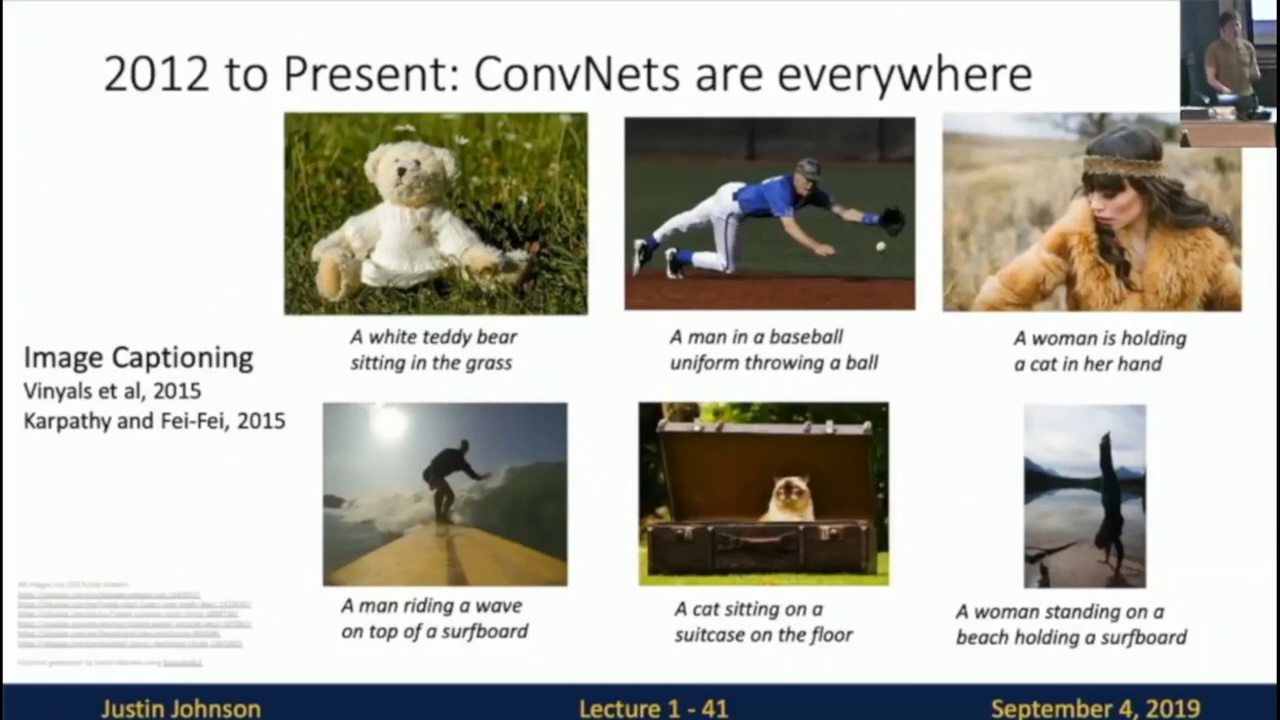 2012 to Present: ConvNets are everywhere
A white teddy bear
sitting in the grass
A man in a baseball
uniform throwing a ball
A woman is holding
a cat in her hand
Image Captioning
Vinyals et al, 2015
Karpathy and Fei-Fei, 2015
A man riding a wave
on top of a surfboard
A cat sitting on a
suitcase on the floor
A woman standing on a
beach holding a surfboard
Justin Johnson
Lecture 1 - 41
September 4, 2019